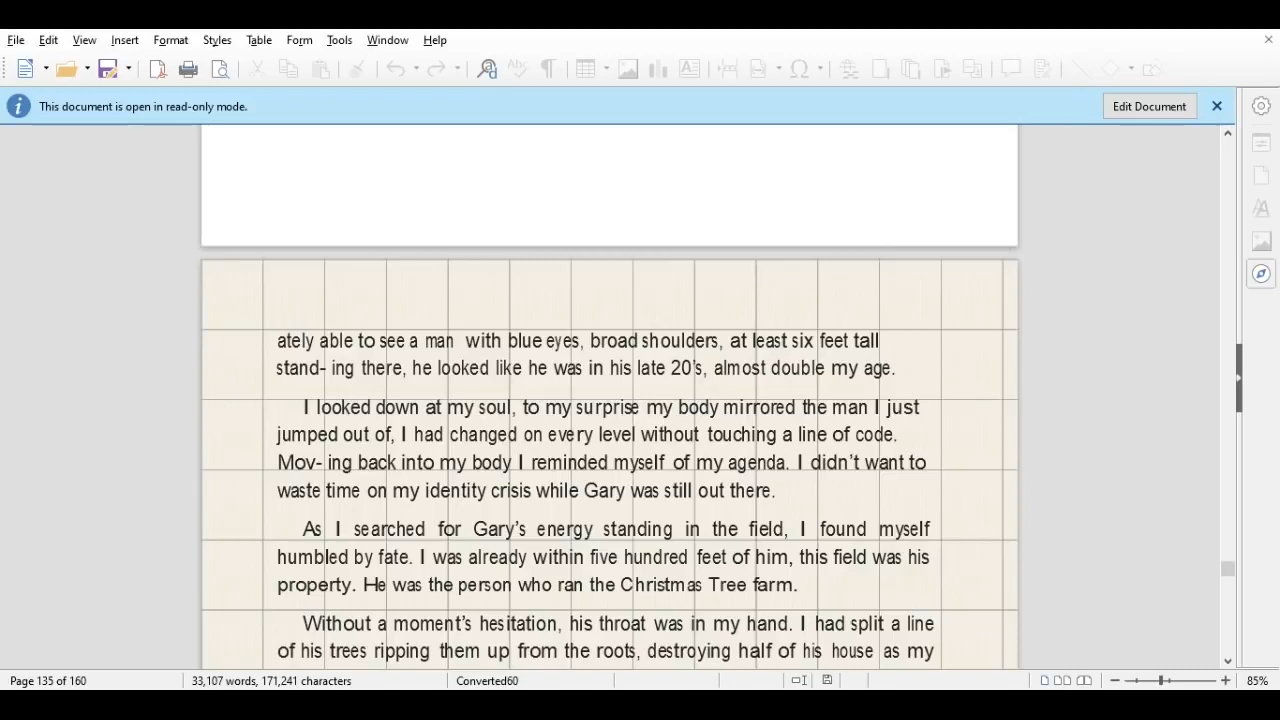 File Edit View Insert Format Styles Table Form Tools Window Help
This document is open in read-only mode.
Edit Document
ately able to see a man with blue eyes, broad shoulders, at least six feet tall
stand- ing there, he looked like he was in his late 20’s, almost double my age.
I looked down at my soul, to my surprise my body mirrored the man I just
jumped out of, I had changed on every level without touching a line of code.
Mov- ing back into my body I reminded myself of my agenda. I didn’t want to
waste time on my identity crisis while Gary was still out there.
As I searched for Gary’s energy standing in the field, I found myself
humbled by fate. I was already within five hundred feet of him, this field was his
property. He was the person who ran the Christmas Tree farm.
Without a moment’s hesitation, his throat was in my hand. I had split a line
of his trees ripping them up from the roots, destroying half of his house as my
Page 135 of 160 33,107 words, 171,241 characters Converted60 85%